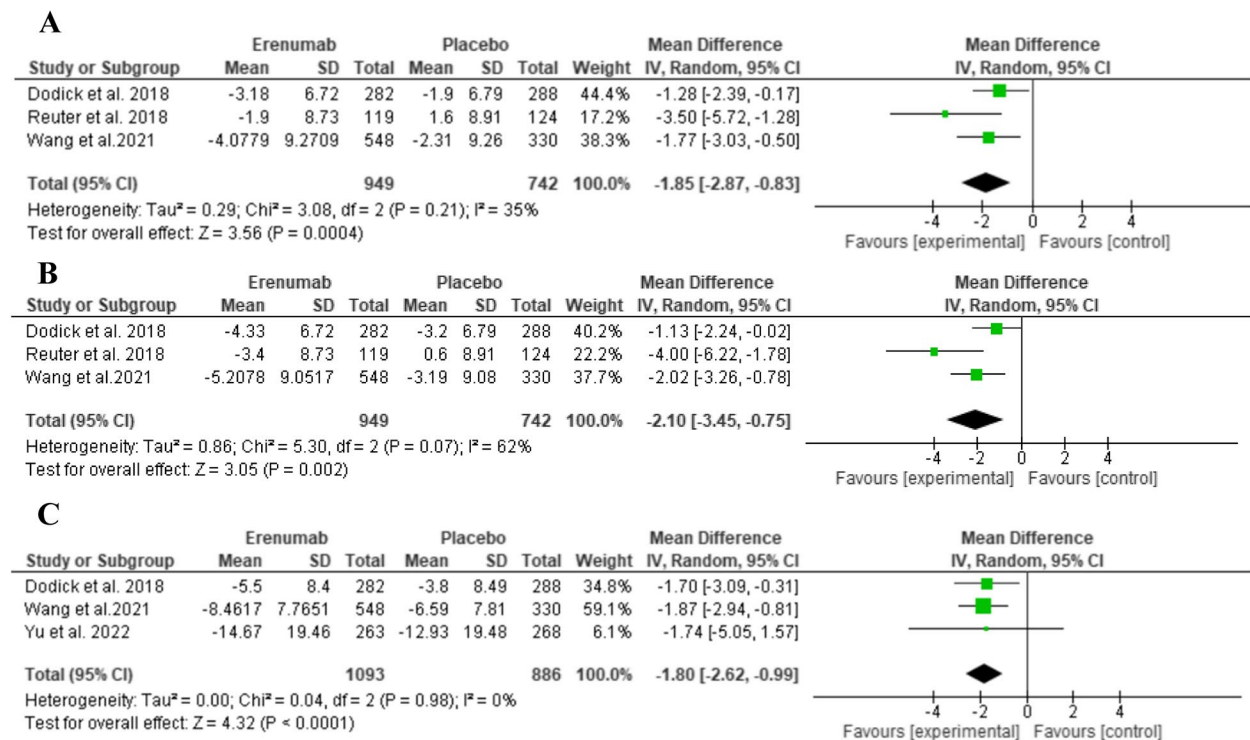 A
Erenumab Placebo Mean Difference Mean Difference
Study or Subgroup Mean SD Total Mean SD Total Weight IV, Random, 95% CI IV, Random, 95% CI
Dodick et al. 2018 -3.18 6.72 282 -1.9 6.79 288 44.4% -1.28 [-2.39, -0.17]
Reuter et al. 2018 -1.9 8.73 119 1.6 8.91 124 17.2% -3.50 [-5.72, -1.28]
Wang et al.2021 -4.0779 9.2709 548 -2.31 9.26 330 38.3% -1.77 [-3.03, -0.50]
Total (95% CI) 949 742 100.0% -1.85 [-2.87, -0.83]
Heterogeneity: Tau² = 0.29; Chi² = 3.08, df = 2 (P = 0.21); I² = 35%
Test for overall effect: Z = 3.56 (P = 0.0004)
-4 -2 0 2 4
Favours [experimental] Favours [control]
B
Erenumab Placebo Mean Difference Mean Difference
Study or Subgroup Mean SD Total Mean SD Total Weight IV, Random, 95% CI IV, Random, 95% CI
Dodick et al. 2018 -4.33 6.72 282 -3.2 6.79 288 40.2% -1.13 [-2.24, -0.02]
Reuter et al. 2018 -3.4 8.73 119 0.6 8.91 124 22.2% -4.00 [-6.22, -1.78]
Wang et al.2021 -5.2078 9.0517 548 -3.19 9.08 330 37.7% -2.02 [-3.26, -0.78]
Total (95% CI) 949 742 100.0% -2.10 [-3.45, -0.75]
Heterogeneity: Tau² = 0.86; Chi² = 5.30, df = 2 (P = 0.07); I² = 62%
Test for overall effect: Z = 3.05 (P = 0.002)
-4 -2 0 2 4
Favours [experimental] Favours [control]
C
Erenumab Placebo Mean Difference Mean Difference
Study or Subgroup Mean SD Total Mean SD Total Weight IV, Random, 95% CI IV, Random, 95% CI
Dodick et al. 2018 -5.5 8.4 282 -3.8 8.49 288 34.8% -1.70 [-3.09, -0.31]
Wang et al.2021 -8.4617 7.7651 548 -6.59 7.81 330 59.1% -1.87 [-2.94, -0.81]
Yu et al. 2022 -14.67 19.46 263 -12.93 19.48 268 6.1% -1.74 [-5.05, 1.57]
Total (95% CI) 1093 886 100.0% -1.80 [-2.62, -0.99]
Heterogeneity: Tau² = 0.00; Chi² = 0.04, df = 2 (P = 0.98); I² = 0%
Test for overall effect: Z = 4.32 (P < 0.0001)
-4 -2 0 2 4
Favours [experimental] Favours [control]